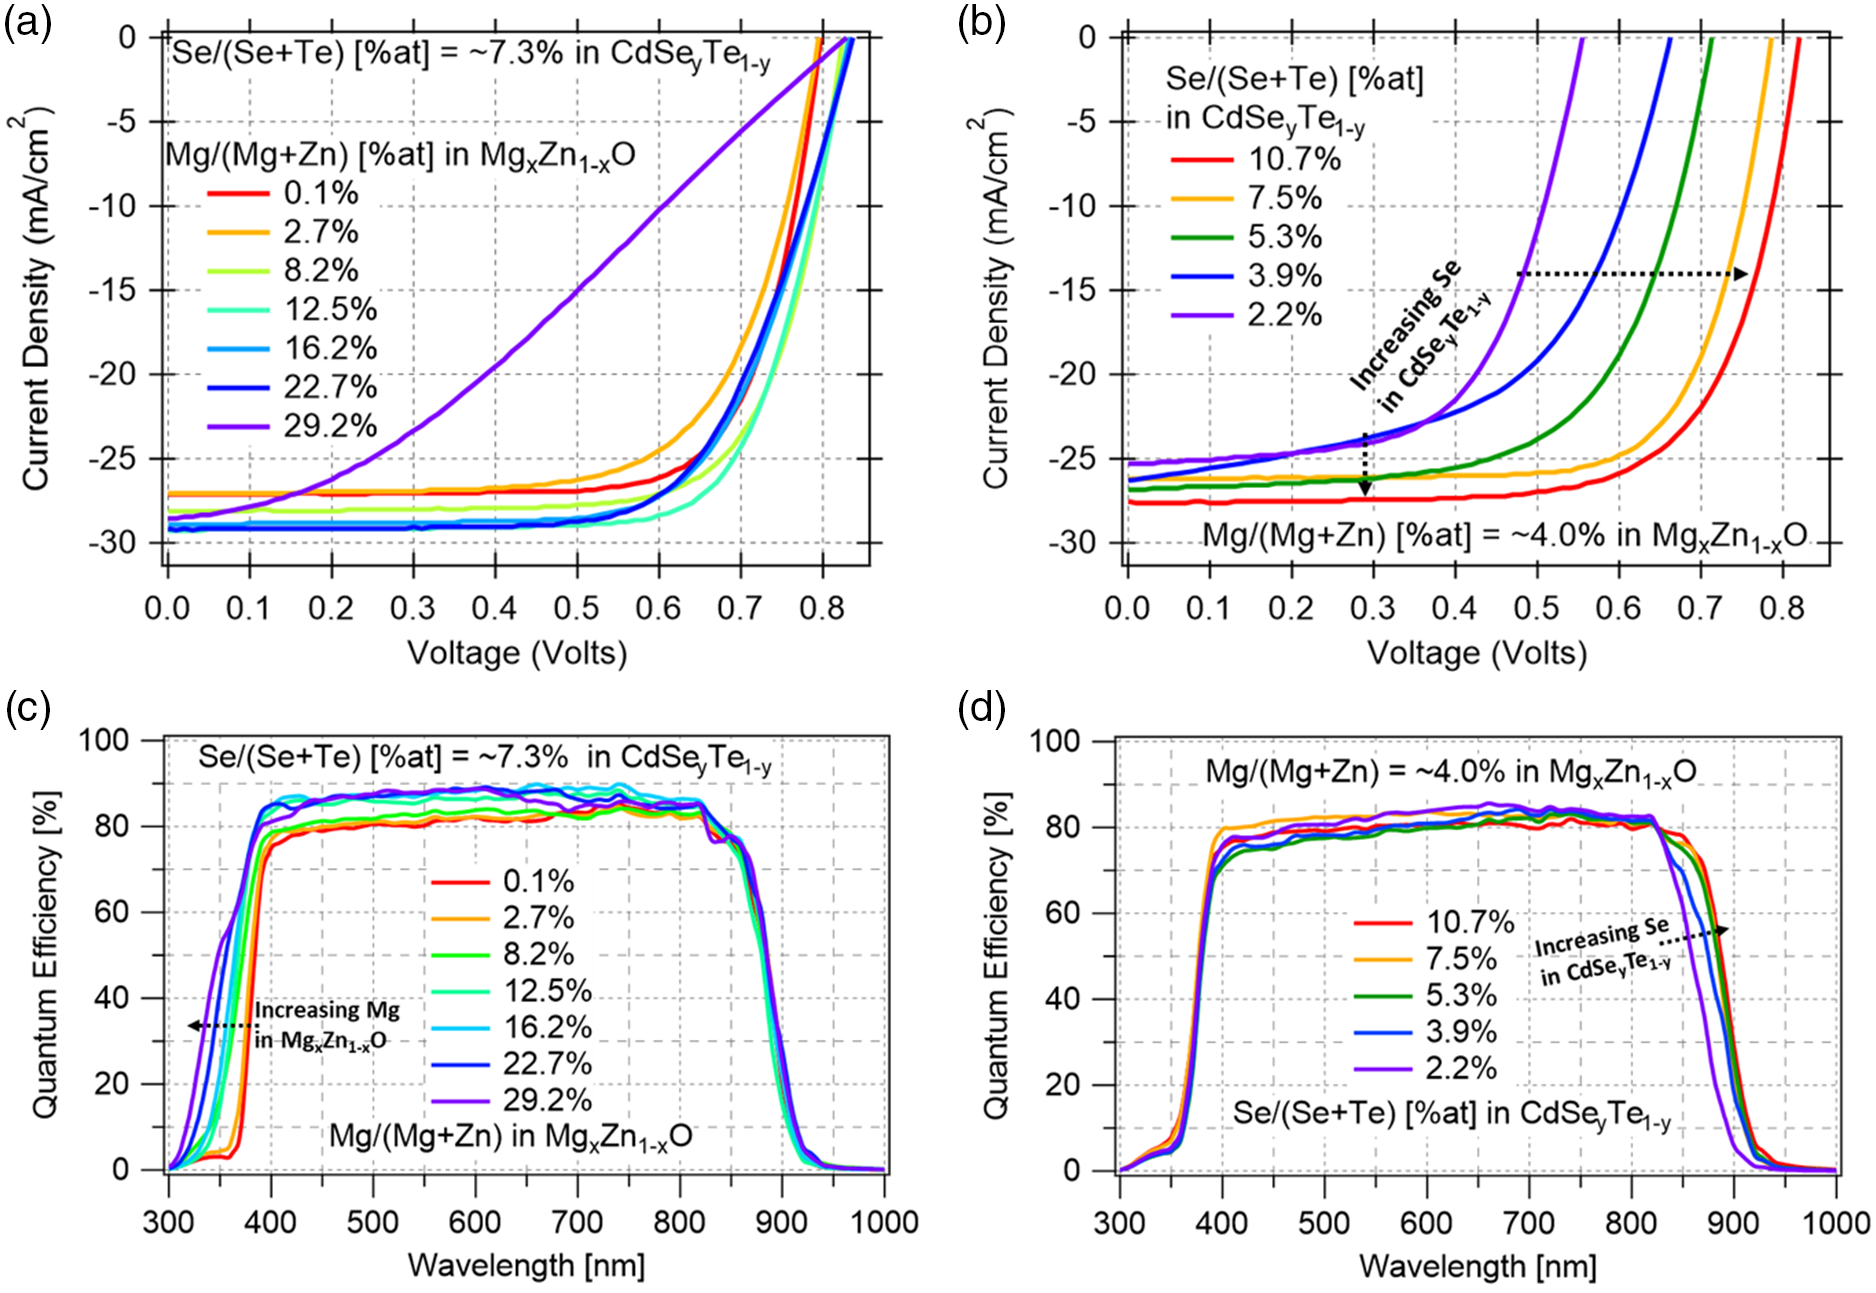 (a)
Se/(Se+Te) [%at] = ~7.3% in CdSeyTe1-y
Mg/(Mg+Zn) [%at] in MgxZn1-xO
0.1%
2.7%
8.2%
12.5%
16.2%
22.7%
29.2%
0
-5
-10
-15
-20
-25
-30
Current Density (mA/cm2)
0.0 0.1 0.2 0.3 0.4 0.5 0.6 0.7 0.8
Voltage (Volts)
(b)
Se/(Se+Te) [%at]
in CdSeyTe1-y
10.7%
7.5%
5.3%
3.9%
2.2%
Increasing Se
in CdSeyTe1-y
Mg/(Mg+Zn) [%at] = ~4.0% in MgxZn1-xO
0
-5
-10
-15
-20
-25
-30
Current Density (mA/cm2)
0.0 0.1 0.2 0.3 0.4 0.5 0.6 0.7 0.8
Voltage (Volts)
(c)
Se/(Se+Te) [%at] = ~7.3% in CdSeyTe1-y
0.1%
2.7%
8.2%
12.5%
16.2%
22.7%
29.2%
Increasing Mg
in MgxZn1-xO
Mg/(Mg+Zn) in MgxZn1-xO
100
80
60
40
20
0
Quantum Efficiency [%]
300 400 500 600 700 800 900 1000
Wavelength [nm]
(d)
Mg/(Mg+Zn) = ~4.0% in MgxZn1-xO
10.7%
7.5%
5.3%
3.9%
2.2%
Increasing Se
in CdSeyTe1-y
Se/(Se+Te) [%at] in CdSeyTe1-y
100
80
60
40
20
0
Quantum Efficiency [%]
300 400 500 600 700 800 900 1000
Wavelength [nm]